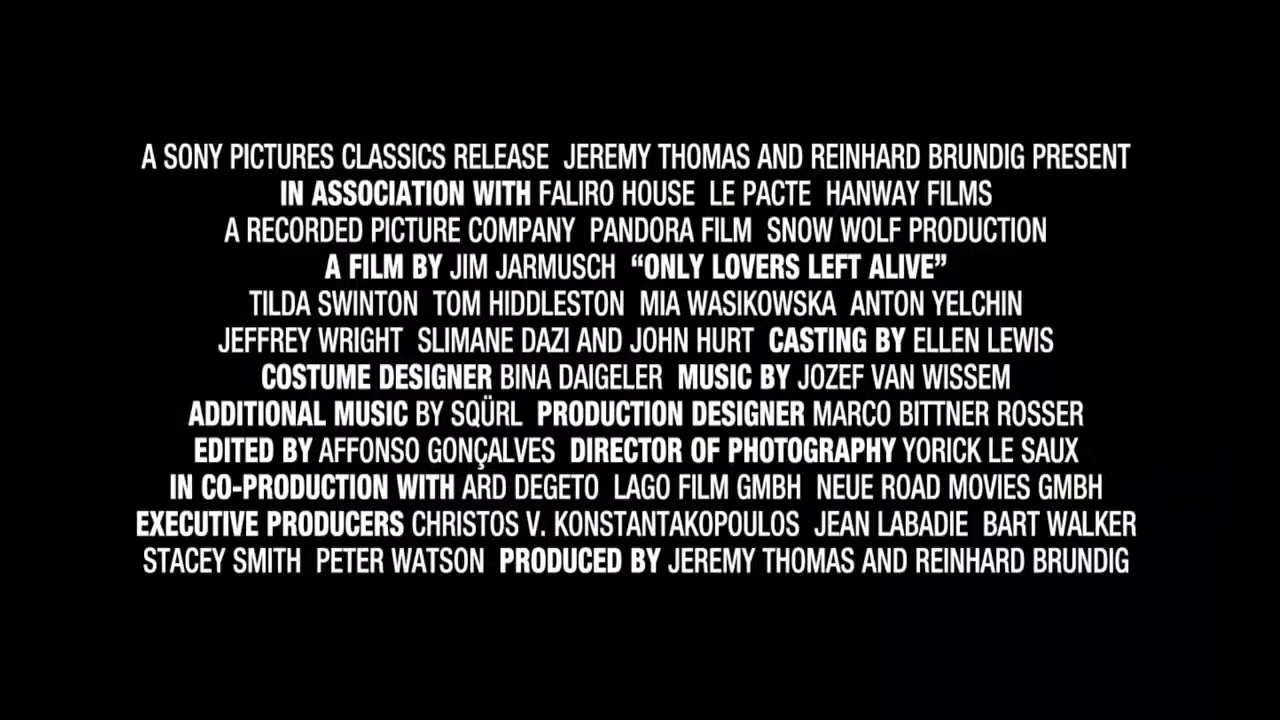 A SONY PICTURES CLASSICS RELEASE JEREMY THOMAS AND REINHARD BRUNDIG PRESENT
IN ASSOCIATION WITH FALIRO HOUSE LE PACTE HANWAY FILMS
A RECORDED PICTURE COMPANY PANDORA FILM SNOW WOLF PRODUCTION
A FILM BY JIM JARMUSCH “ONLY LOVERS LEFT ALIVE”
TILDA SWINTON TOM HIDDLESTON MIA WASIKOWSKA ANTON YELCHIN
JEFFREY WRIGHT SLIMANE DAZI AND JOHN HURT CASTING BY ELLEN LEWIS
COSTUME DESIGNER BINA DAIGELER MUSIC BY JOZEF VAN WISSEM
ADDITIONAL MUSIC BY SQÜRL PRODUCTION DESIGNER MARCO BITTNER ROSSER
EDITED BY AFFONSO GONÇALVES DIRECTOR OF PHOTOGRAPHY YORICK LE SAUX
IN CO-PRODUCTION WITH ARD DEGETO LAGO FILM GMBH NEUE ROAD MOVIES GMBH
EXECUTIVE PRODUCERS CHRISTOS V. KONSTANTAKOPOULOS JEAN LABADIE BART WALKER
STACEY SMITH PETER WATSON PRODUCED BY JEREMY THOMAS AND REINHARD BRUNDIG